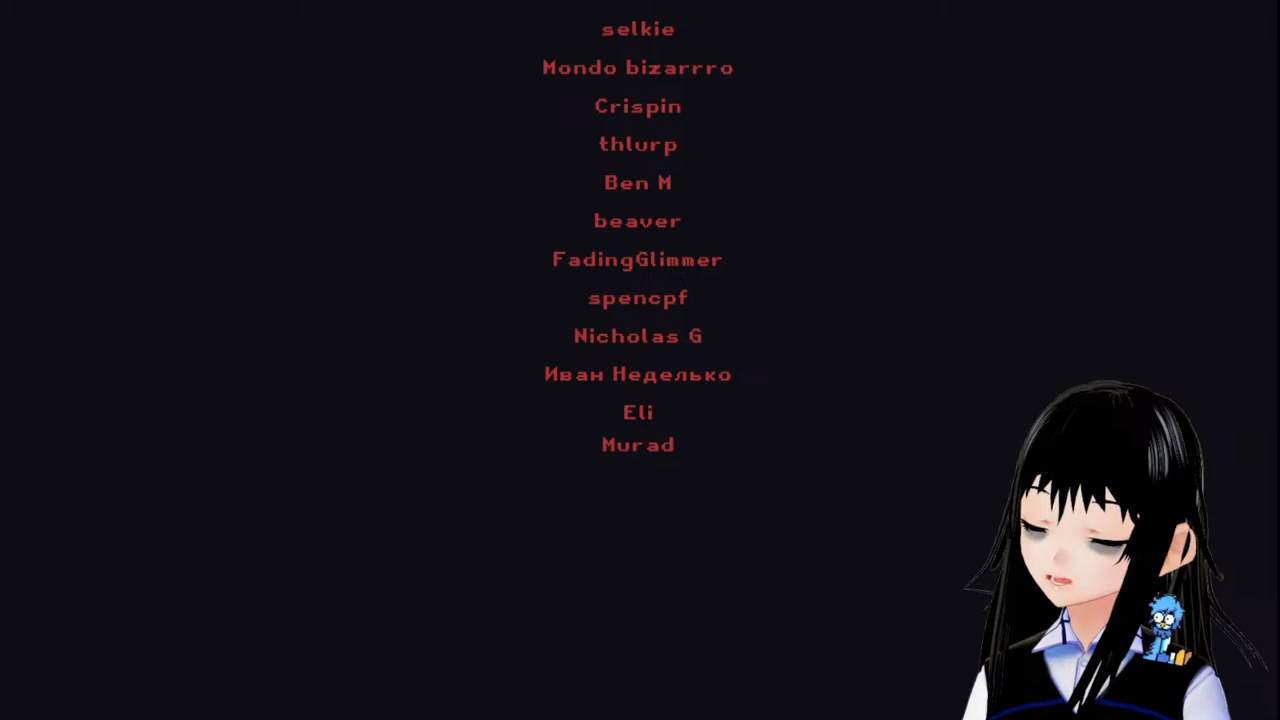 selkie
Mondo bizarrro
Crispin
thlurp
Ben M
beaver
FadingGlimmer
spencpf
Nicholas G
Иван Неделько
Eli
Murad